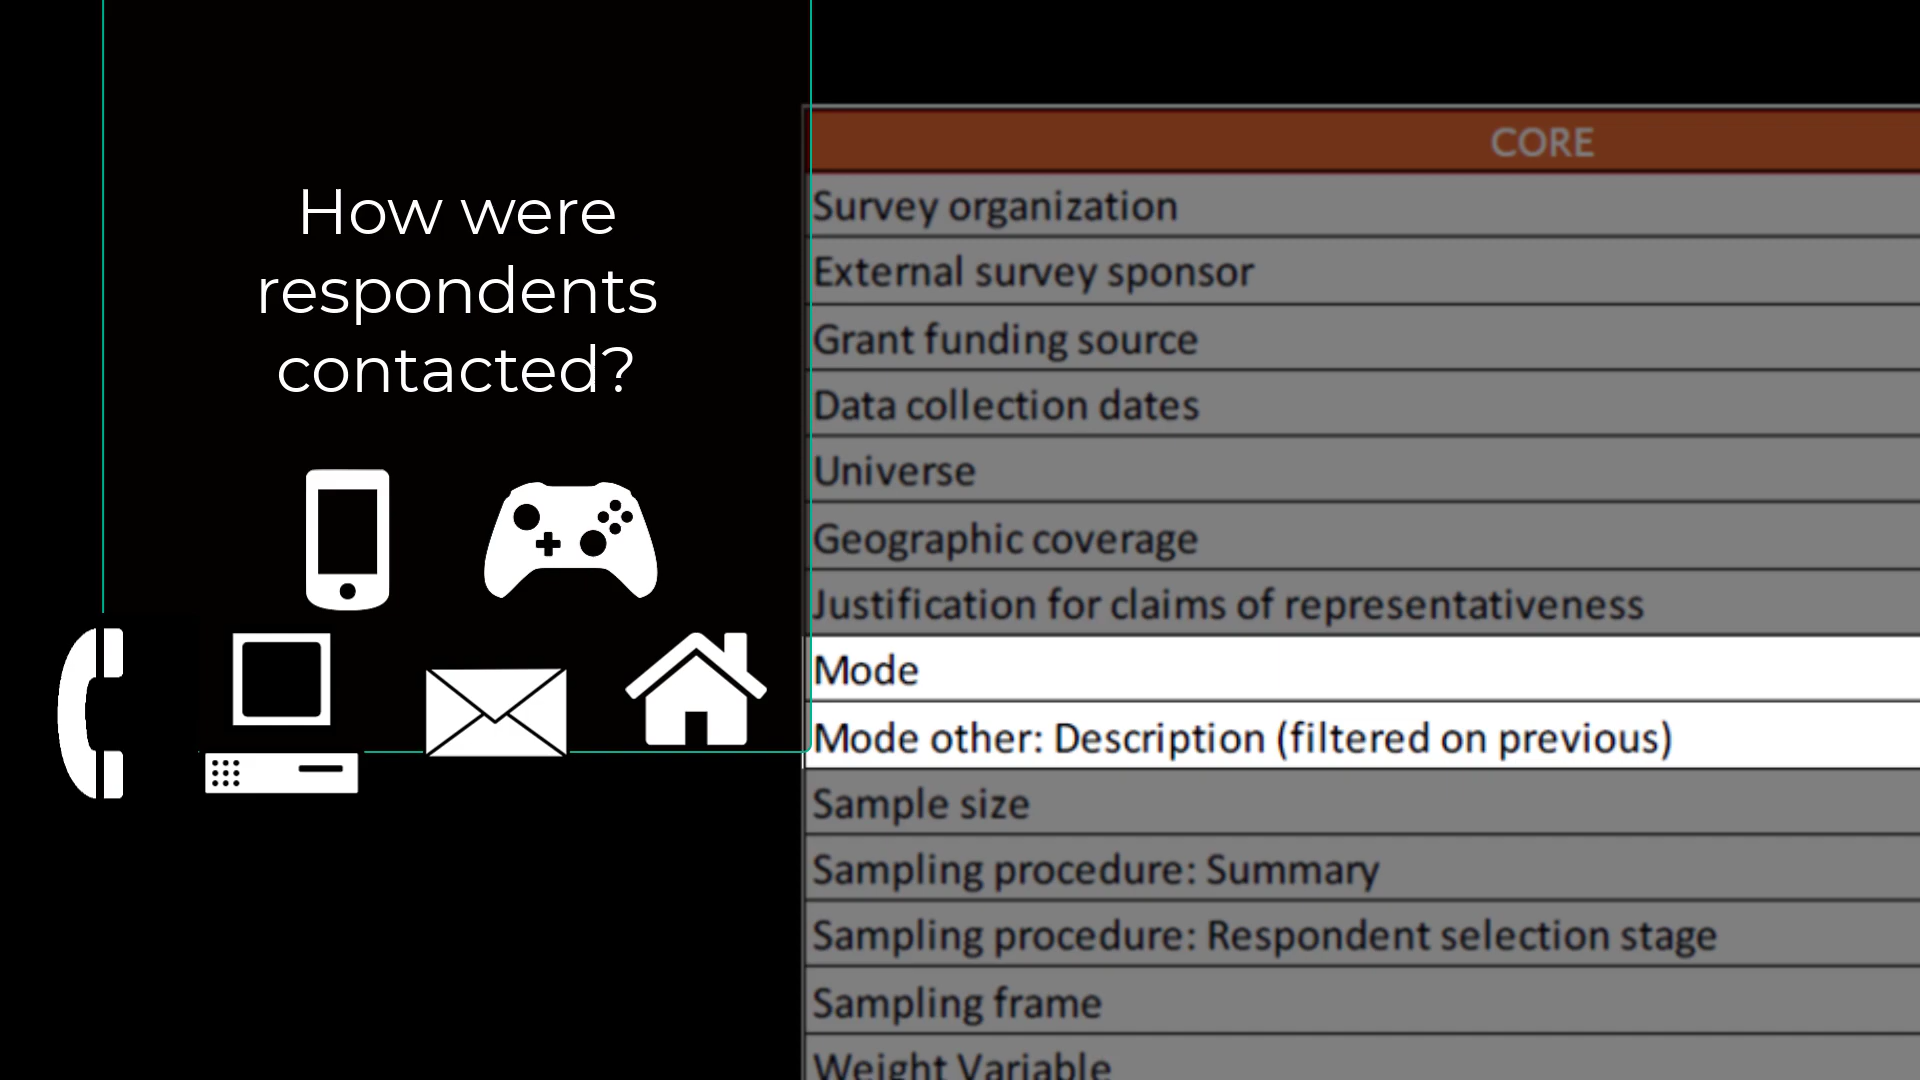 How were
respondents
contacted?
CORE
Survey organization
External survey sponsor
Grant funding source
Data collection dates
Universe
Geographic coverage
Justification for claims of representativeness
Mode
Mode other: Description (filtered on previous)
Sample size
Sampling procedure: Summary
Sampling procedure: Respondent selection stage
Sampling frame
Weight Variable